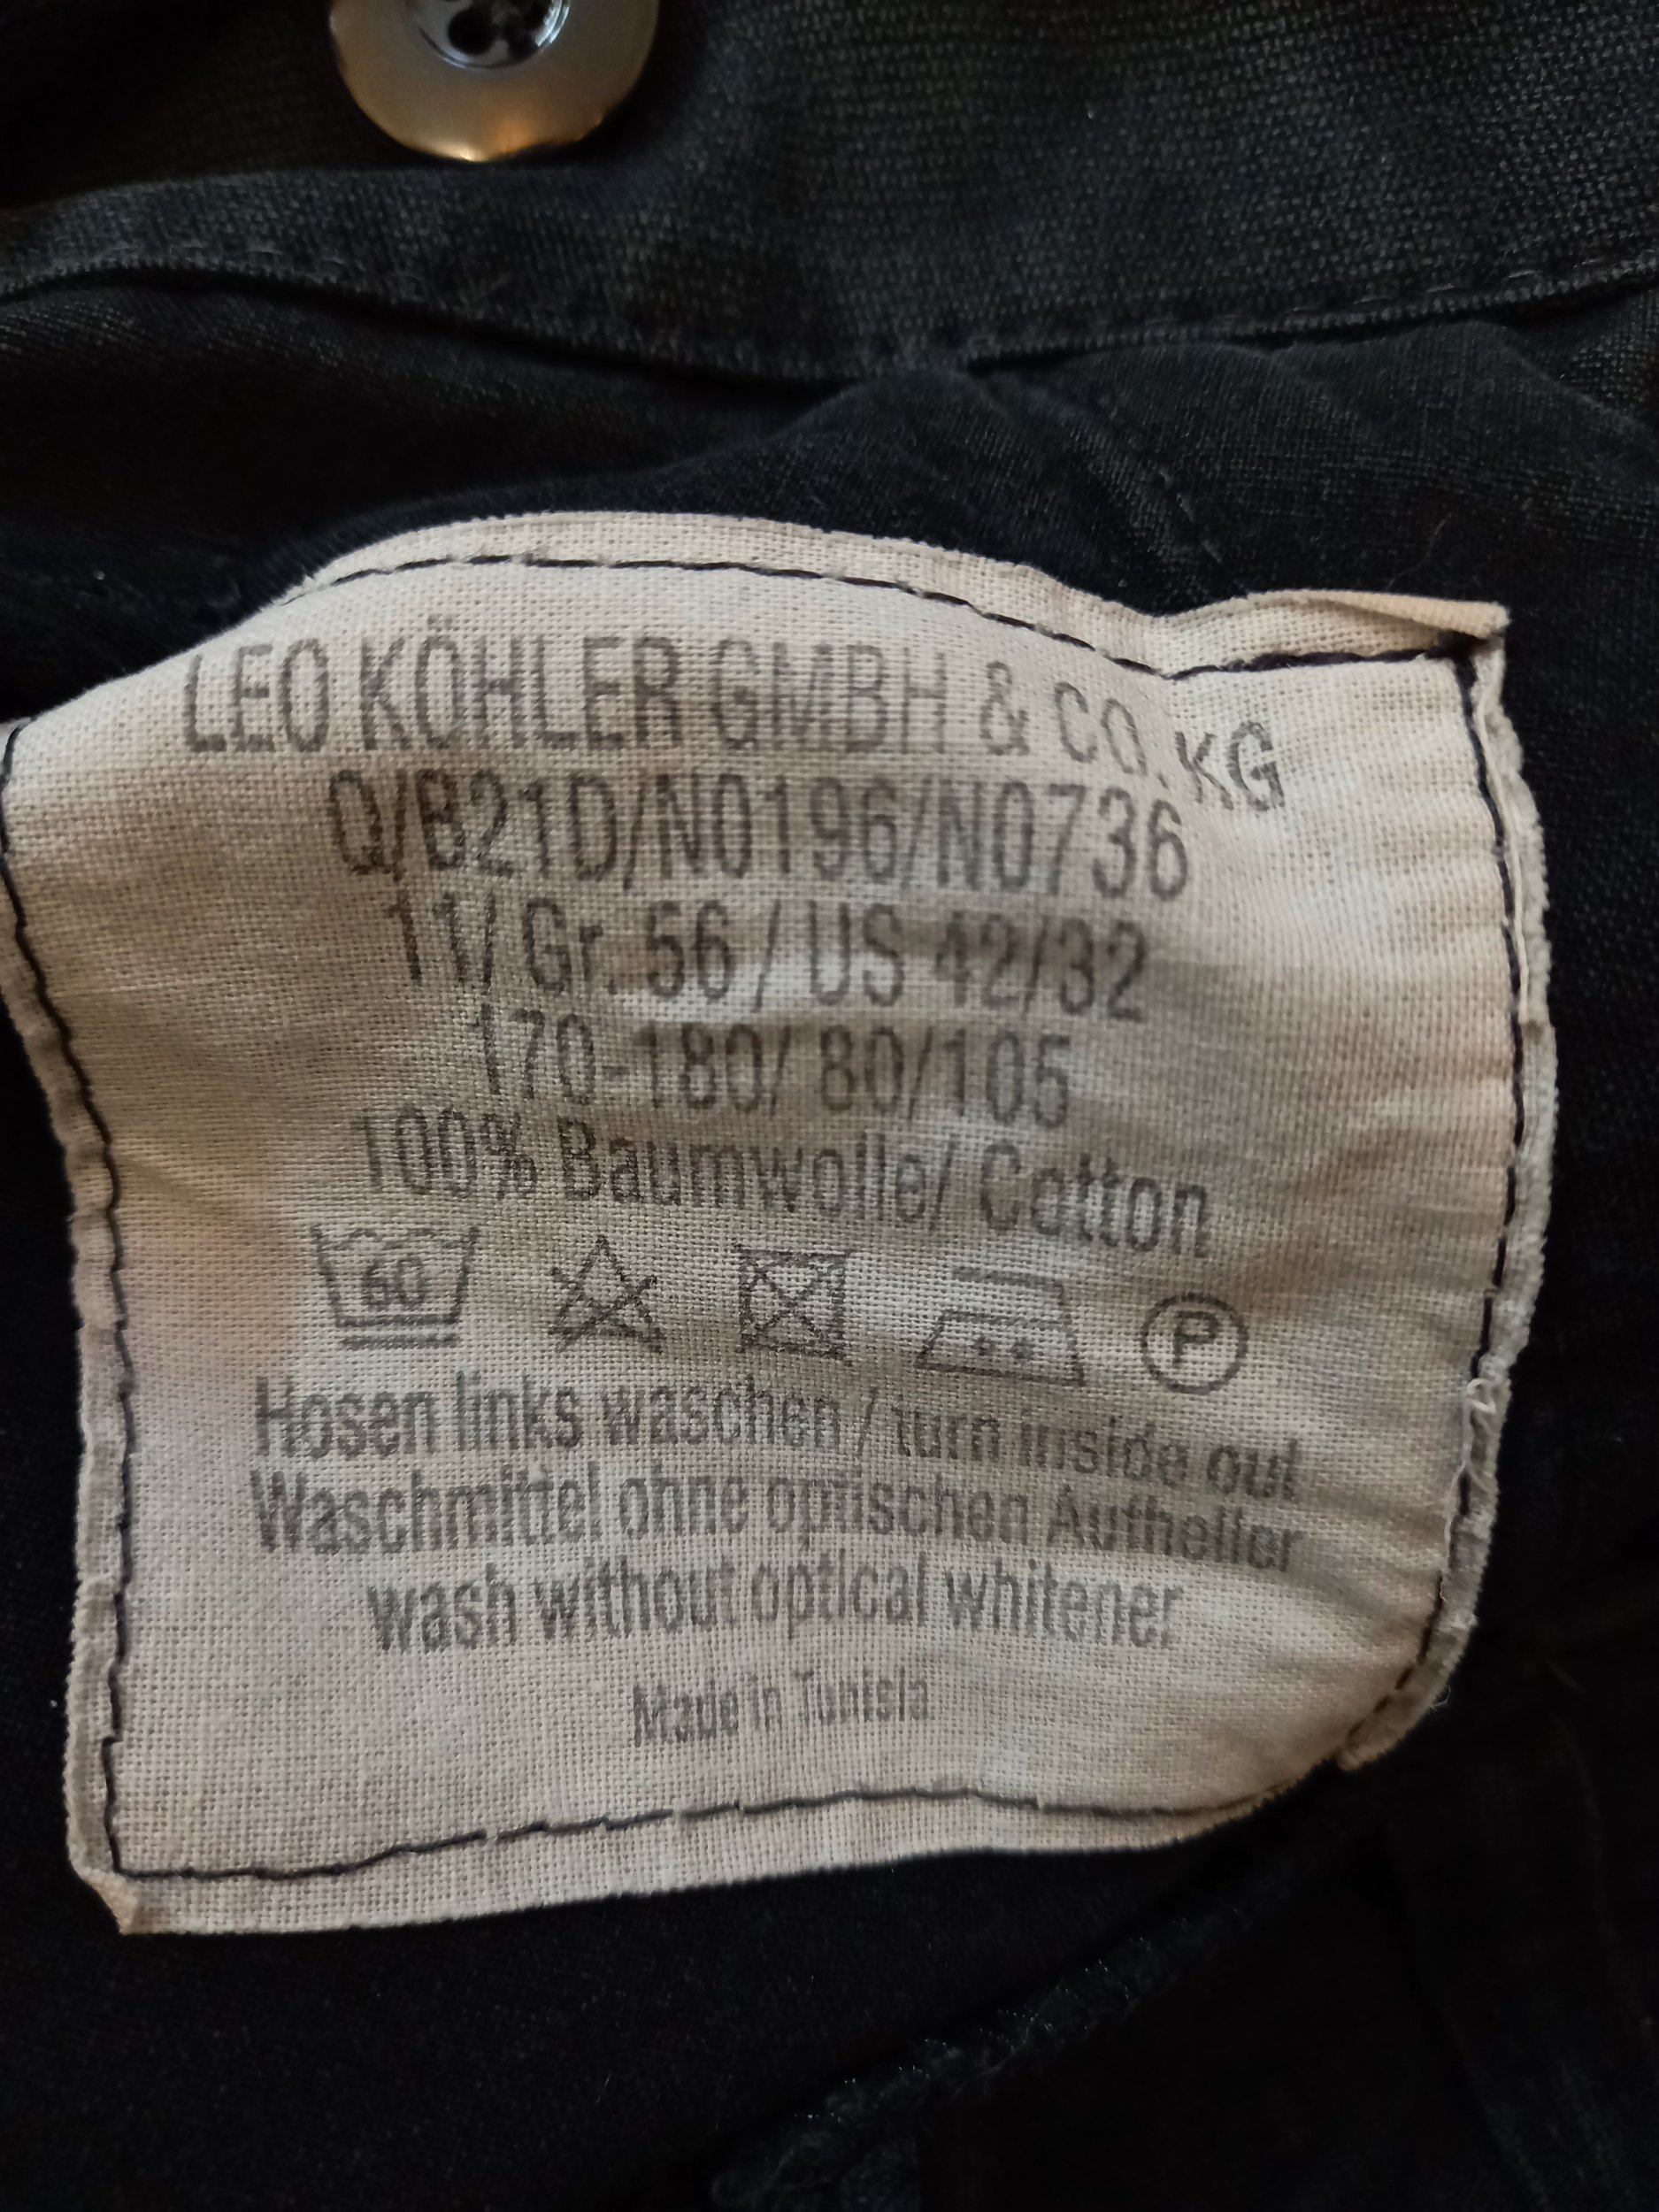 LEO KÖHLER GMBH & CO. KG
Q/B21D/N0196/N0736
11/ Gr. 56 / US 42/32
170-180/ 80/105
100% Baumwolle/ Cotton
60 P
Hosen links waschen / turn inside out
Waschmittel ohne optischen Aufheller
wash without optical whitener
Made in Tunisia